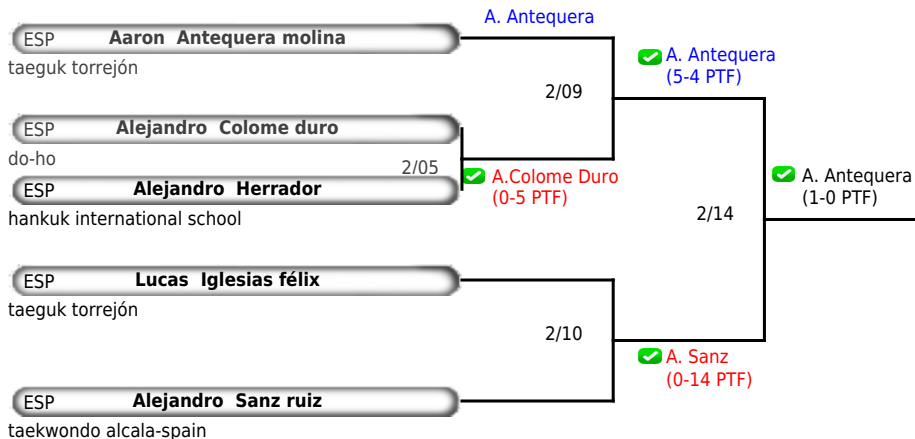 A. Antequera
ESP Aaron Antequera molina
taeguk torrejón
A. Antequera
(5-4 PTF)
2/09
ESP Alejandro Colome duro
do-ho
2/05
A.Colome Duro
(0-5 PTF)
ESP Alejandro Herrador
hankuk international school
A. Antequera
(1-0 PTF)
2/14
ESP Lucas Iglesias félix
taeguk torrejón
2/10
A. Sanz
(0-14 PTF)
ESP Alejandro Sanz ruiz
taekwondo alcala-spain